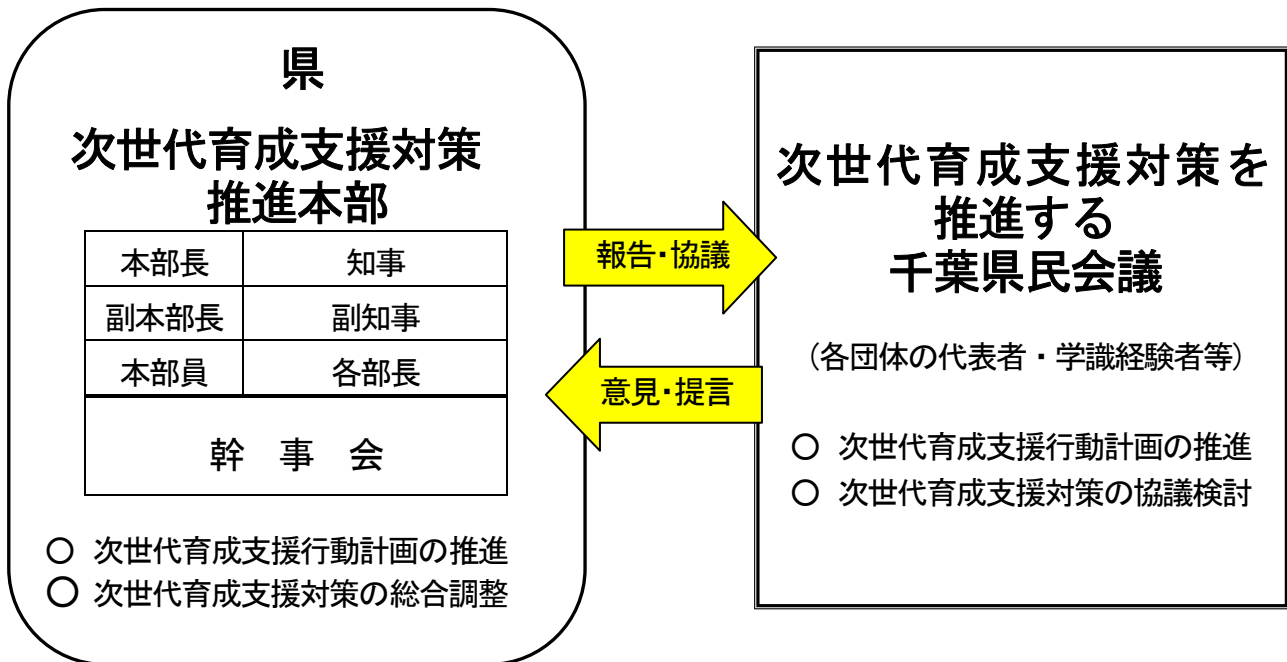 県
次世代育成支援対策
推進本部
本部長 知事
副本部長 副知事
本部員 各部長
幹 事 会
○ 次世代育成支援行動計画の推進
○ 次世代育成支援対策の総合調整
報告・協議
意見・提言
次世代育成支援対策を
推進する
千葉県民会議
（各団体の代表者・学識経験者等）
○ 次世代育成支援行動計画の推進
○ 次世代育成支援対策の協議検討